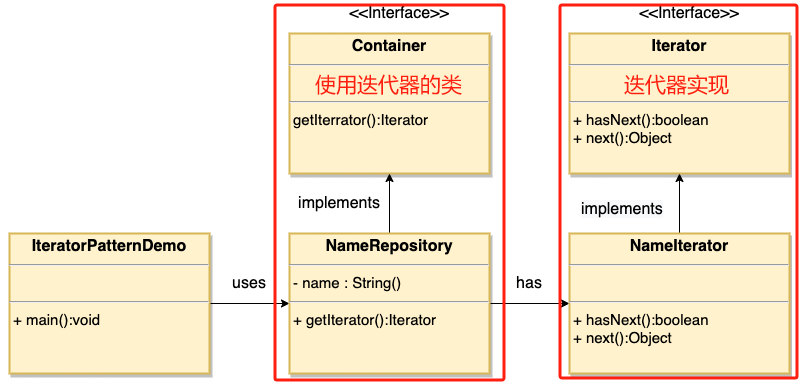 <<Interface>>
Container
使用迭代器的类
getIterrator():Iterator
<<Interface>>
Iterator
迭代器实现
+ hasNext():boolean
+ next():Object
implements
implements
IteratorPatternDemo
+ main():void
uses
NameRepository
- name : String()
+ getIterator():Iterator
has
NameIterator
+ hasNext():boolean
+ next():Object